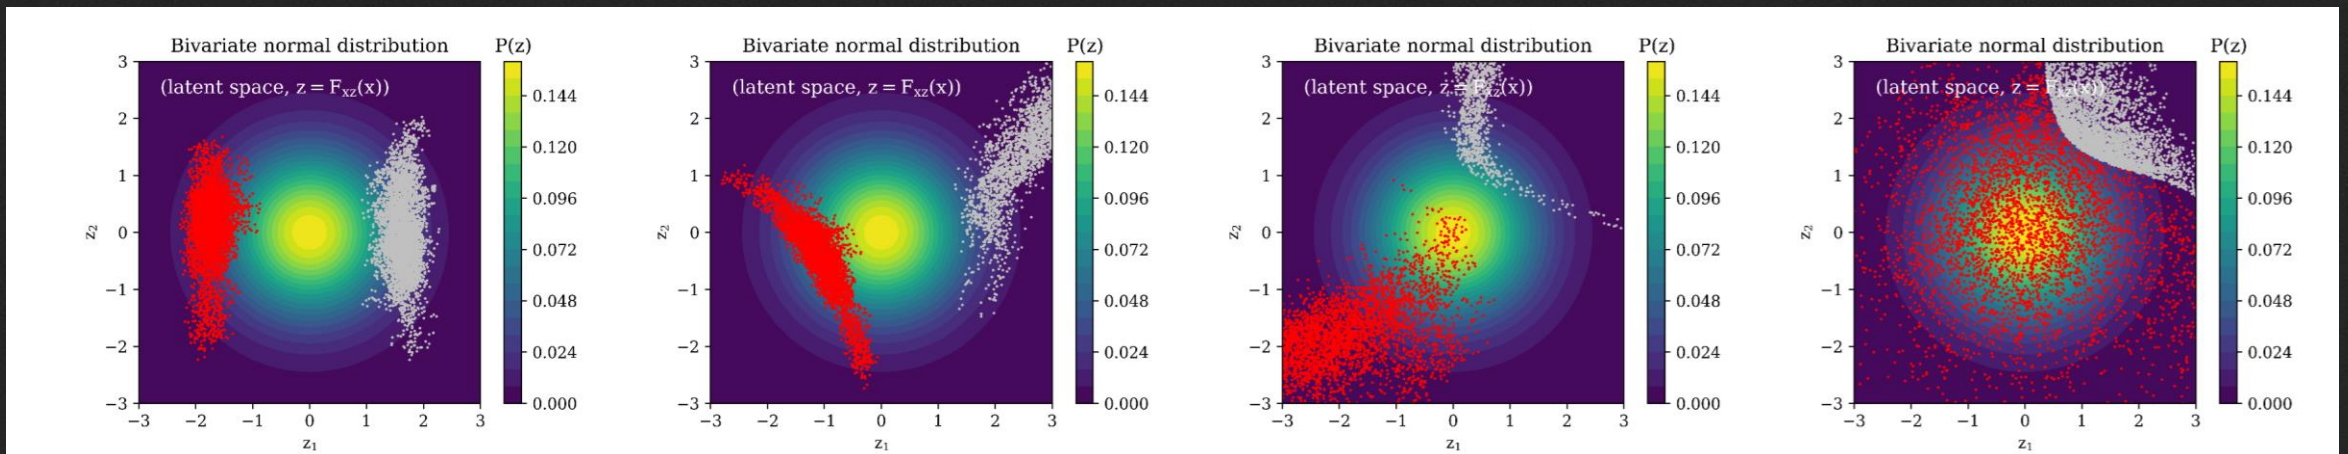 Bivariate normal distribution P(z)
(latent space, z = Fxz(x))
3
2
1
0
−1
−2
−3
z2
−3 −2 −1 0 1 2 3
z1
0.144
0.120
0.096
0.072
0.048
0.024
0.000
Bivariate normal distribution P(z)
(latent space, z = Fxz(x))
3
2
1
0
−1
−2
−3
z2
−3 −2 −1 0 1 2 3
z1
0.144
0.120
0.096
0.072
0.048
0.024
0.000
Bivariate normal distribution P(z)
(latent space, z = Fxz(x))
3
2
1
0
−1
−2
−3
z2
−3 −2 −1 0 1 2 3
z1
0.144
0.120
0.096
0.072
0.048
0.024
0.000
Bivariate normal distribution P(z)
(latent space, z = Fxz(x))
3
2
1
0
−1
−2
−3
z2
−3 −2 −1 0 1 2 3
z1
0.144
0.120
0.096
0.072
0.048
0.024
0.000